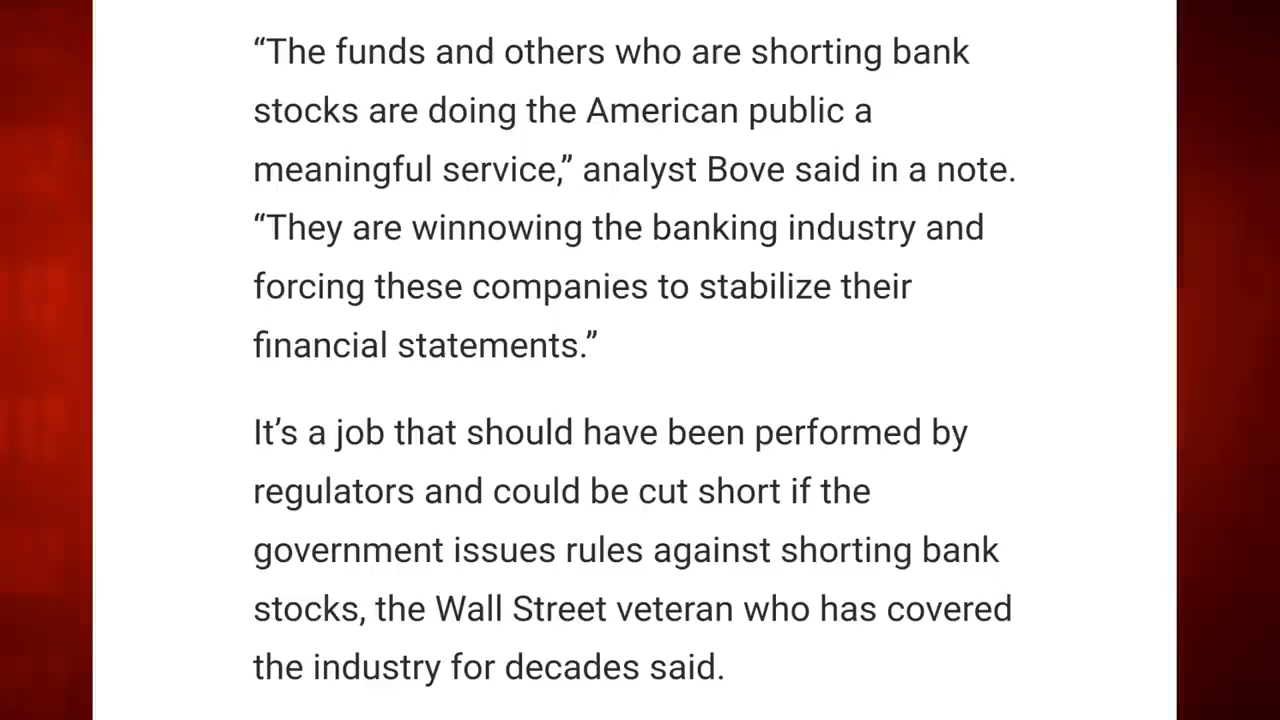 “The funds and others who are shorting bank
stocks are doing the American public a
meaningful service,” analyst Bove said in a note.
“They are winnowing the banking industry and
forcing these companies to stabilize their
financial statements.”
It’s a job that should have been performed by
regulators and could be cut short if the
government issues rules against shorting bank
stocks, the Wall Street veteran who has covered
the industry for decades said.